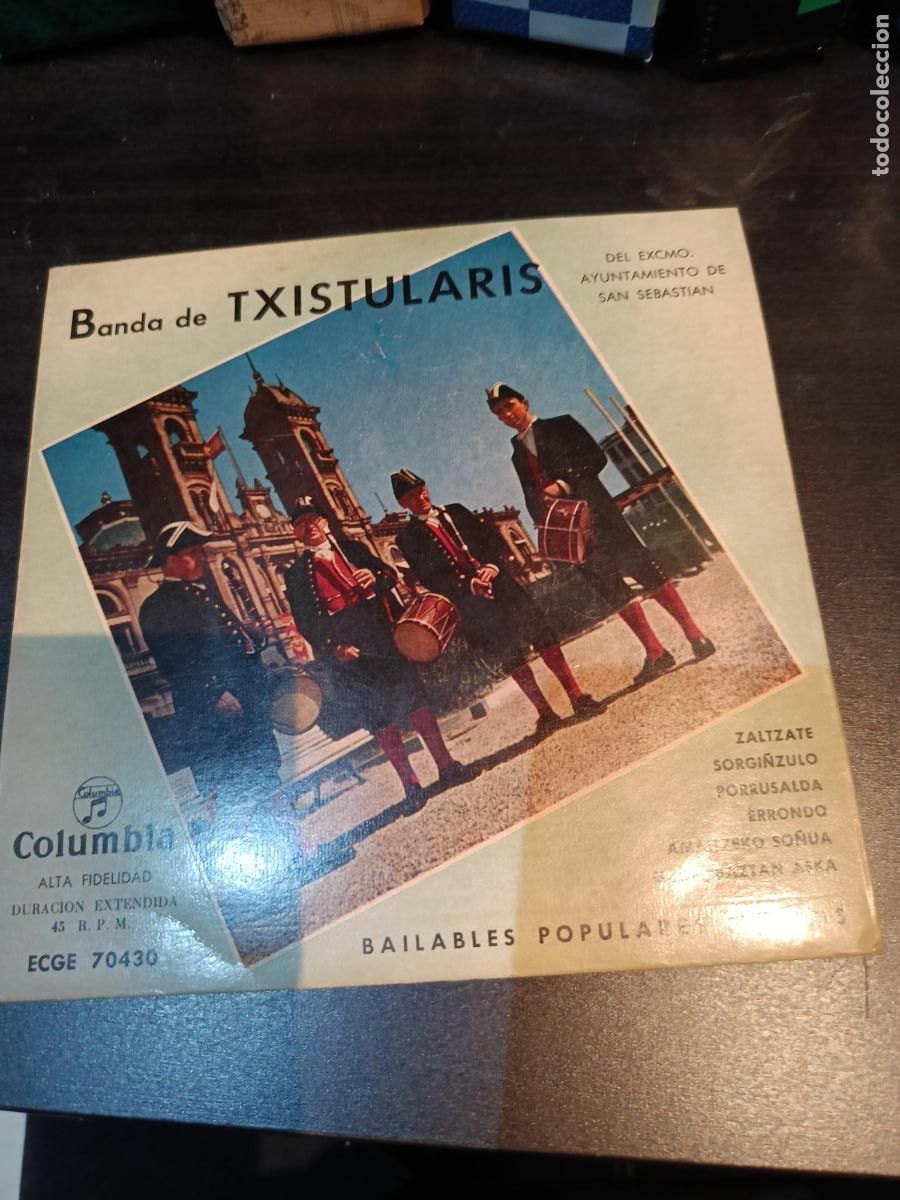 Banda de TXISTULARIS
DEL EXCMO.
AYUNTAMIENTO DE
SAN SEBASTIAN
ZALTZATE
SORGIÑZULO
PORRUSALDA
ERRONDO
SOÑUA
ASKA
Columbia
Columbia
ALTA FIDELIDAD
DURACION EXTENDIDA
45 R. P. M.
ECGE 70430
BAILABLES POPULARES
todocoleccion